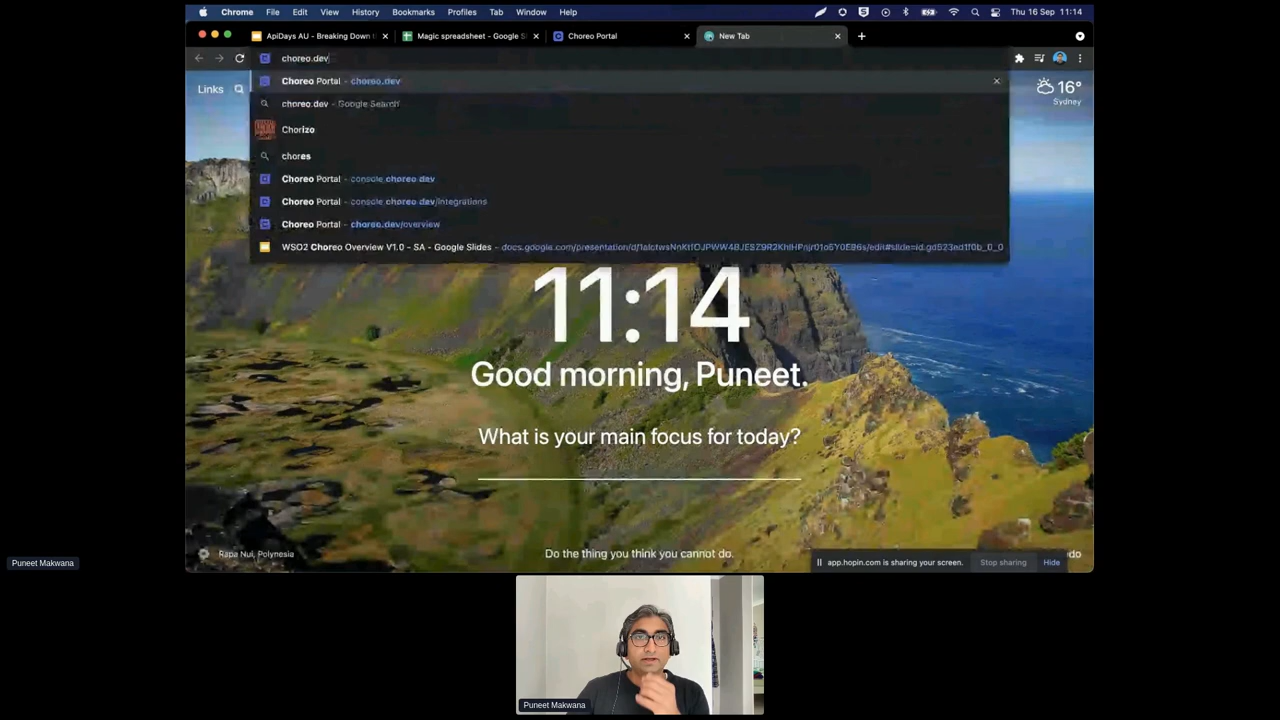 Chrome File Edit View History Bookmarks Profiles Tab Window Help Thu 16 Sep 11:14
ApiDays AU - Breaking Down t Magic spreadsheet - Google S Choreo Portal New Tab
choreo.dev
Choreo Portal - choreo.dev
choreo.dev - Google Search
Chorizo
chores
Choreo Portal - console.choreo.dev
Choreo Portal - console.choreo.dev/integrations
Choreo Portal - choreo.dev/overview
WSO2 Choreo Overview V1.0 - SA - Google Slides -
Links
16°
Sydney
11:14
Good morning, Puneet.
What is your main focus for today?
Rapa Nui, Polynesia
Do the thing you think you cannot do.
app.hopin.com is sharing your screen. Stop sharing Hide
Puneet Makwana
Puneet Makwana